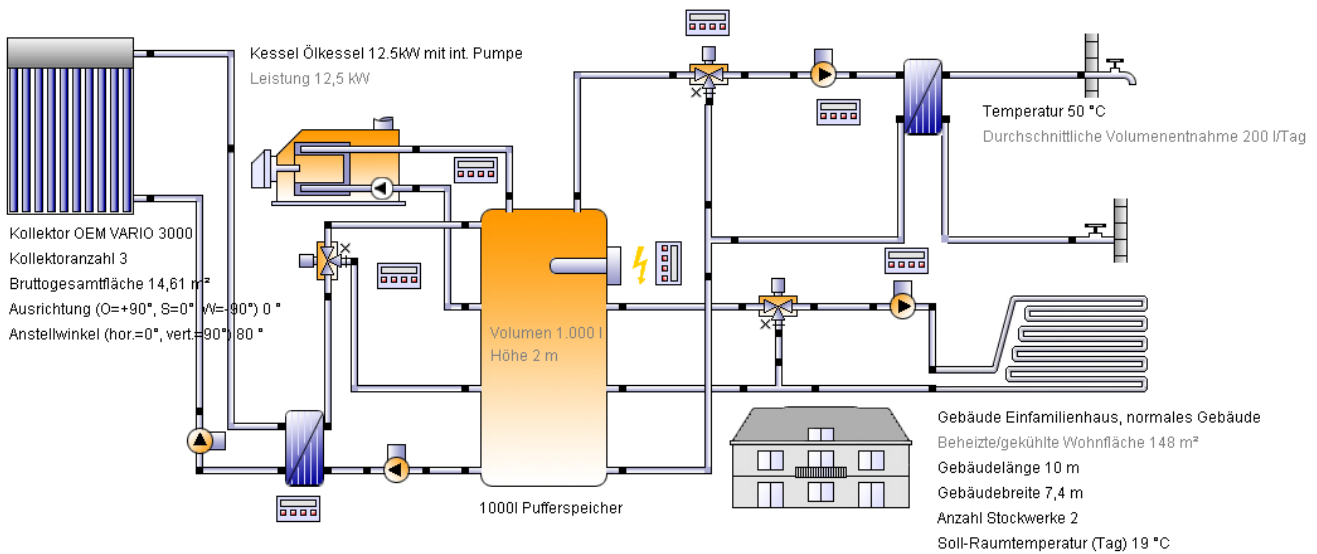 Kessel Ölkessel 12.5kW mit int. Pumpe
Leistung 12,5 kW
Temperatur 50 °C
Durchschnittliche Volumenentnahme 200 l/Tag
Kollektor OEM VARIO 3000
Kollektoranzahl 3
Bruttogesamtfläche 14,61 m²
Ausrichtung (O=+90°, S=0°, W=-90°) 0 °
Anstellwinkel (hor.=0°, vert.=90°) 80 °
Volumen 1.000 l
Höhe 2 m
1000l Pufferspeicher
Gebäude Einfamilienhaus, normales Gebäude
Beheizte/gekühlte Wohnfläche 148 m²
Gebäudelänge 10 m
Gebäudebreite 7,4 m
Anzahl Stockwerke 2
Soll-Raumtemperatur (Tag) 19 °C